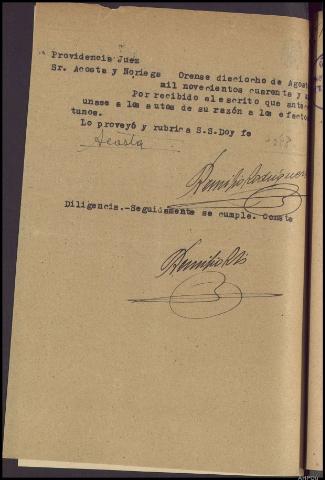 Providencia Juez
Sr. Acosta y Noriega Orense dieciocho de Agost
mil novecientos cuarenta y
Por recibido el escrito que ante
unase a los autos de su razón a los efecto
tunos.
Lo proveyó y rubrica S.S.Doy fe
Acosta
Remigio
Diligencia.-Seguidamente se cumple. Conste
Remigio